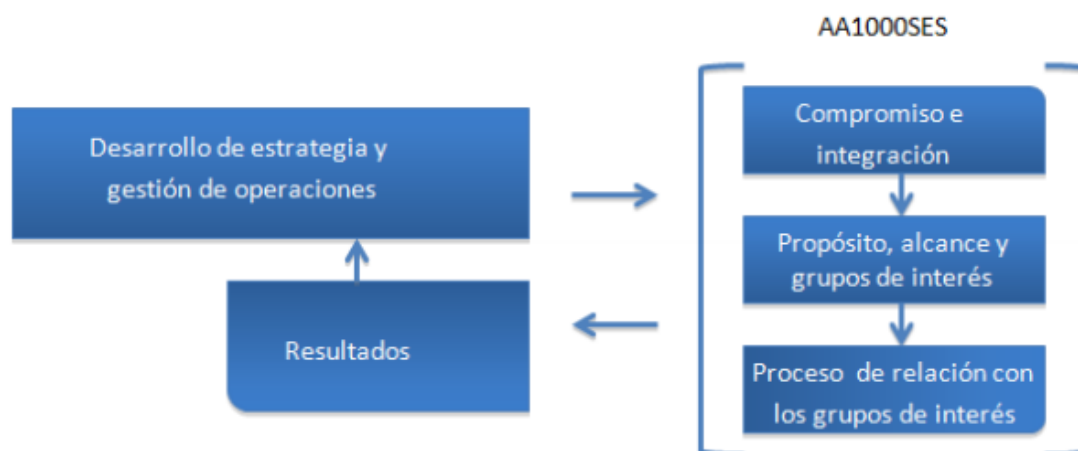 AA1000SES
Desarrollo de estrategia y
gestión de operaciones
Resultados
Compromiso e
integración
Propósito, alcance y
grupos de interés
Proceso de relación con
los grupos de interés